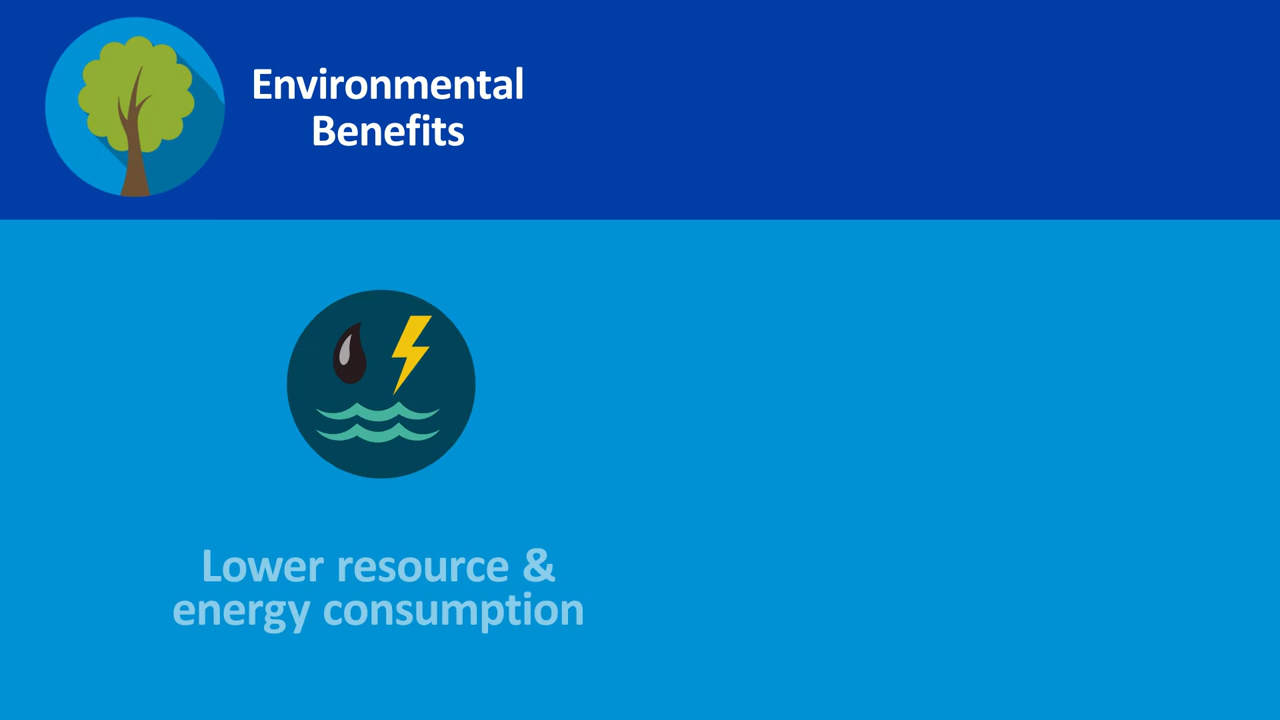 Environmental
Benefits
Lower resource &
energy consumption